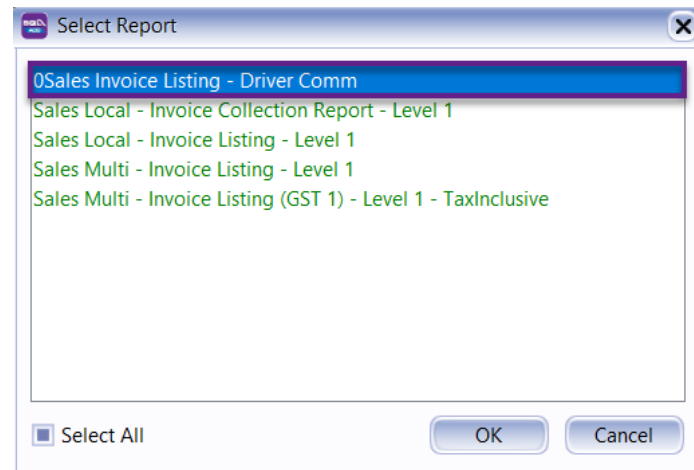 Select Report
0Sales Invoice Listing - Driver Comm
Sales Local - Invoice Collection Report - Level 1
Sales Local - Invoice Listing - Level 1
Sales Multi - Invoice Listing - Level 1
Sales Multi - Invoice Listing (GST 1) - Level 1 - TaxInclusive
Select All
OK
Cancel